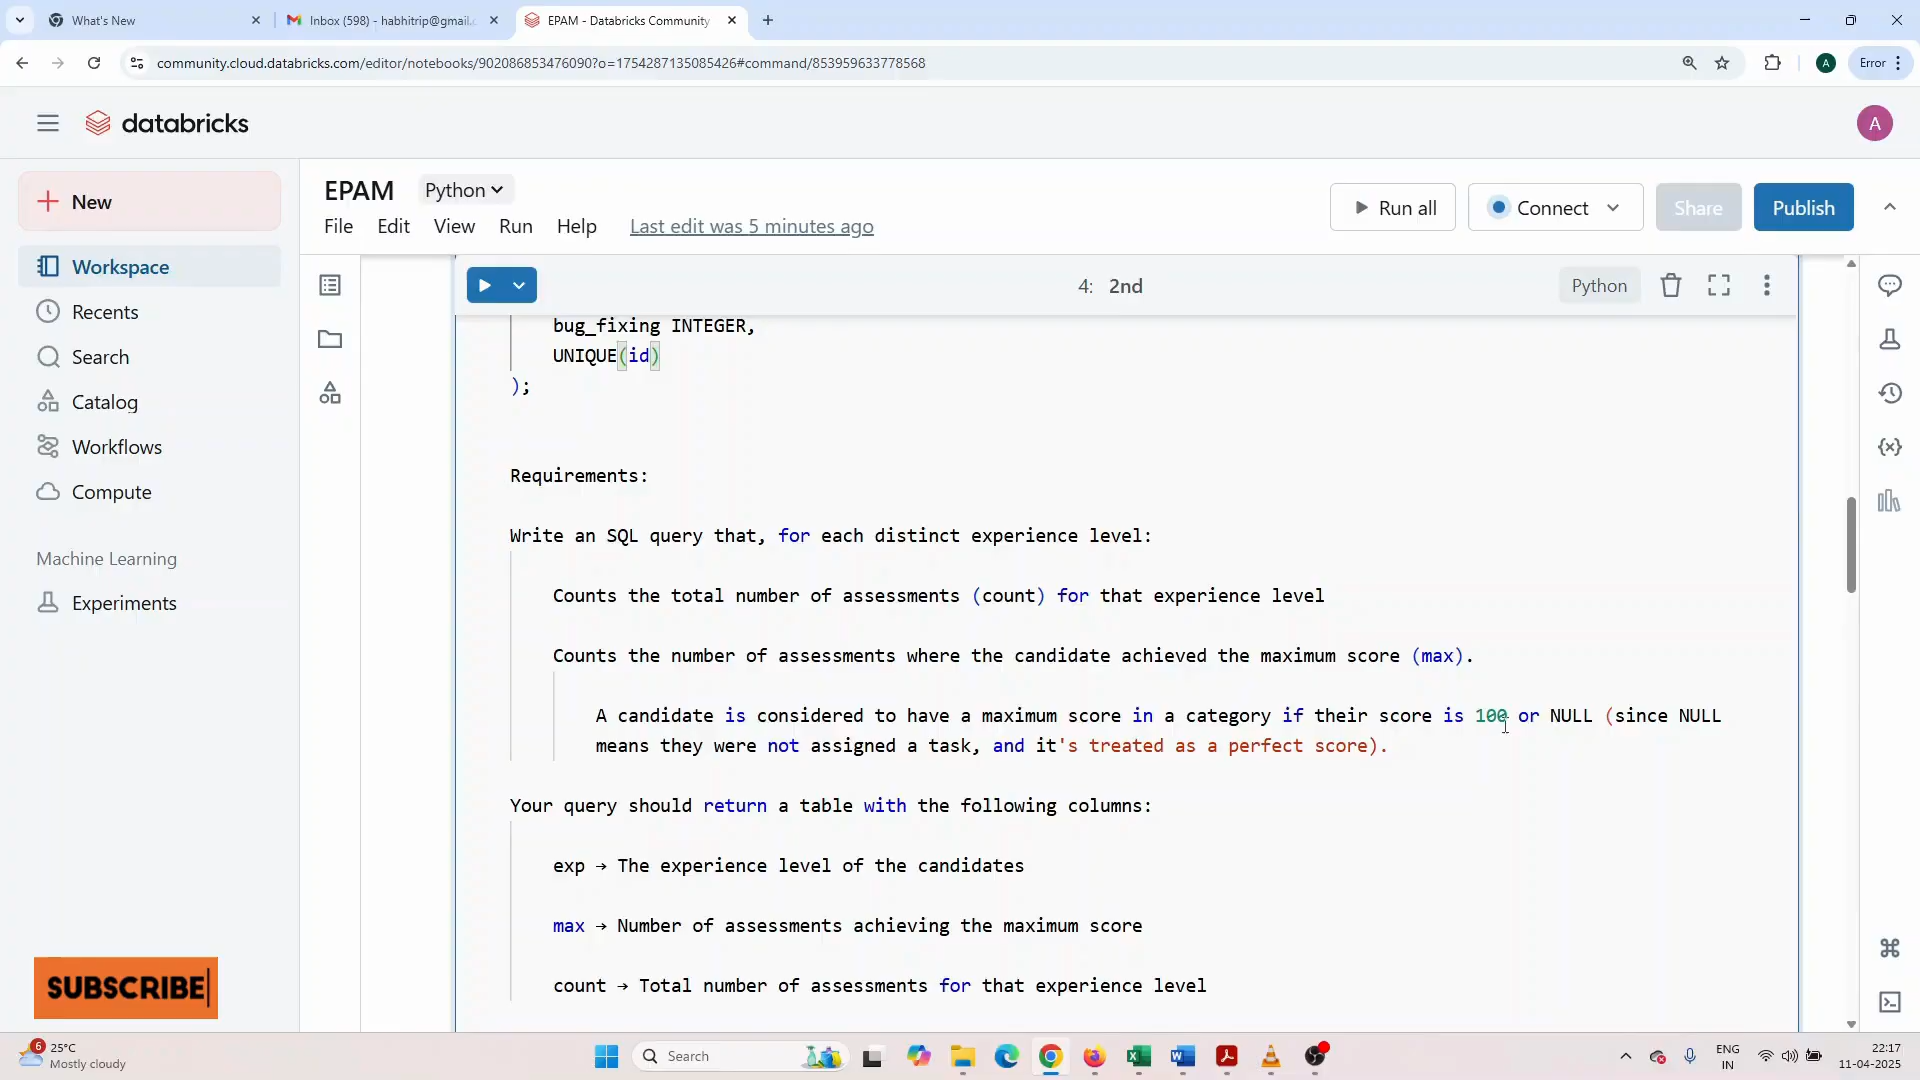 What's New
Inbox (598) - habhitrip@gmail.c
EPAM - Databricks Community
community.cloud.databricks.com/editor/notebooks/902086853476090?o=1754287135085426#command/853959633778568
A
Error
databricks
A
New
Workspace
Recents
Search
Catalog
Workflows
Compute
Machine Learning
Experiments
EPAM
Python
File Edit View Run Help Last edit was 5 minutes ago
Run all
Connect
Share
Publish
4: 2nd
Python
bug_fixing INTEGER,
UNIQUE(id)
);
Requirements:
Write an SQL query that, for each distinct experience level:
Counts the total number of assessments (count) for that experience level
Counts the number of assessments where the candidate achieved the maximum score (max).
A candidate is considered to have a maximum score in a category if their score is 100 or NULL (since NULL
means they were not assigned a task, and it's treated as a perfect score).
Your query should return a table with the following columns:
exp → The experience level of the candidates
max → Number of assessments achieving the maximum score
count → Total number of assessments for that experience level
SUBSCRIBE
6
25°C
Mostly cloudy
Search
ENG
IN
22:17
11-04-2025